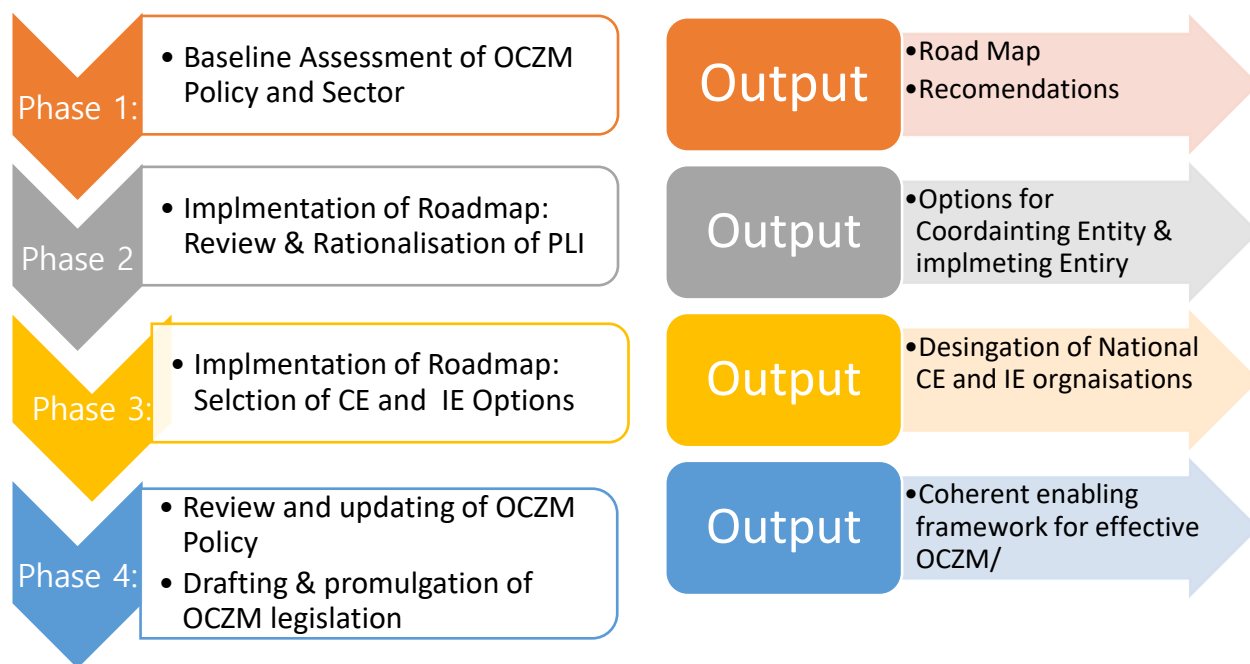 Phase 1:
• Baseline Assessment of OCZM
Policy and Sector
Output
•Road Map
•Recomendations
Phase 2
• Implmentation of Roadmap:
Review & Rationalisation of PLI
Output
•Options for
Coordainting Entity &
implmeting Entiry
Phase 3:
• Implmentation of Roadmap:
Selction of CE and IE Options
Output
•Desingation of National
CE and IE orgnaisations
Phase 4:
• Review and updating of OCZM
Policy
• Drafting & promulgation of
OCZM legislation
Output
•Coherent enabling
framework for effective
OCZM/